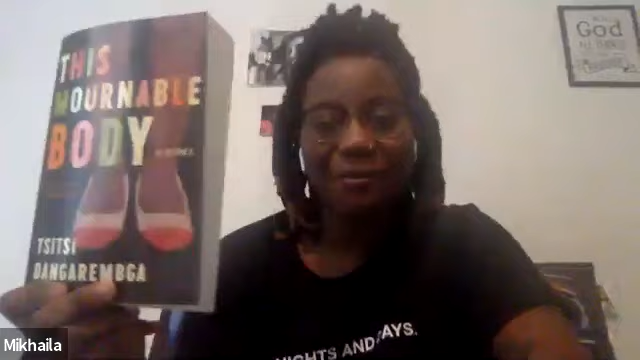 THIS
MOURNABLE
BODY
TSITSI
DANGAREMBGA
God
NIGHTS AND DAYS.
Mikhaila